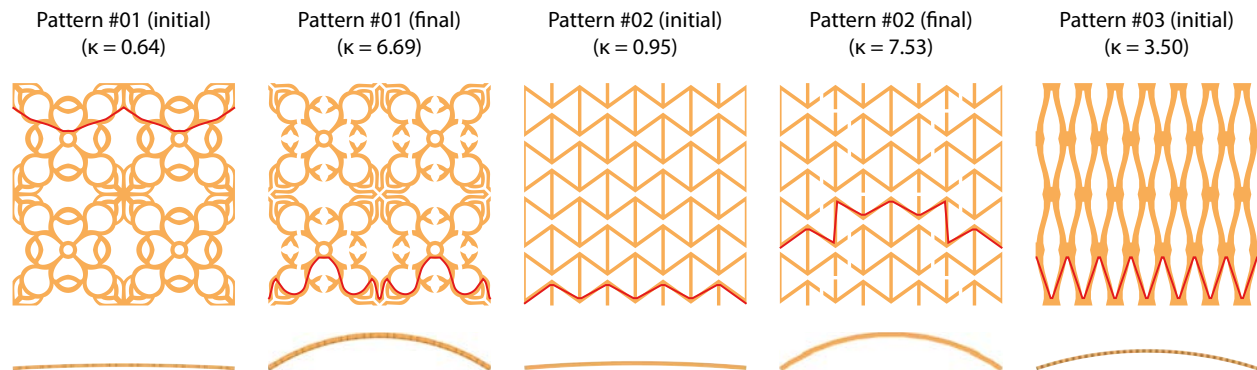 Pattern #01 (initial)
(κ = 0.64)
Pattern #01 (final)
(κ = 6.69)
Pattern #02 (initial)
(κ = 0.95)
Pattern #02 (final)
(κ = 7.53)
Pattern #03 (initial)
(κ = 3.50)